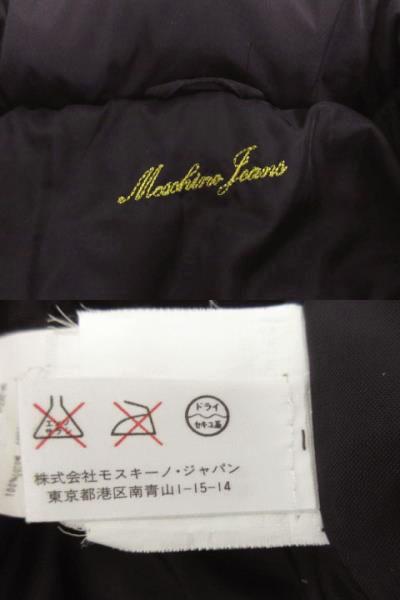 Moschino Jeans
エンソ
サラシ
ドライ
セキユ系
株式会社モスキーノ・ジャパン
東京都港区南青山1-15-14